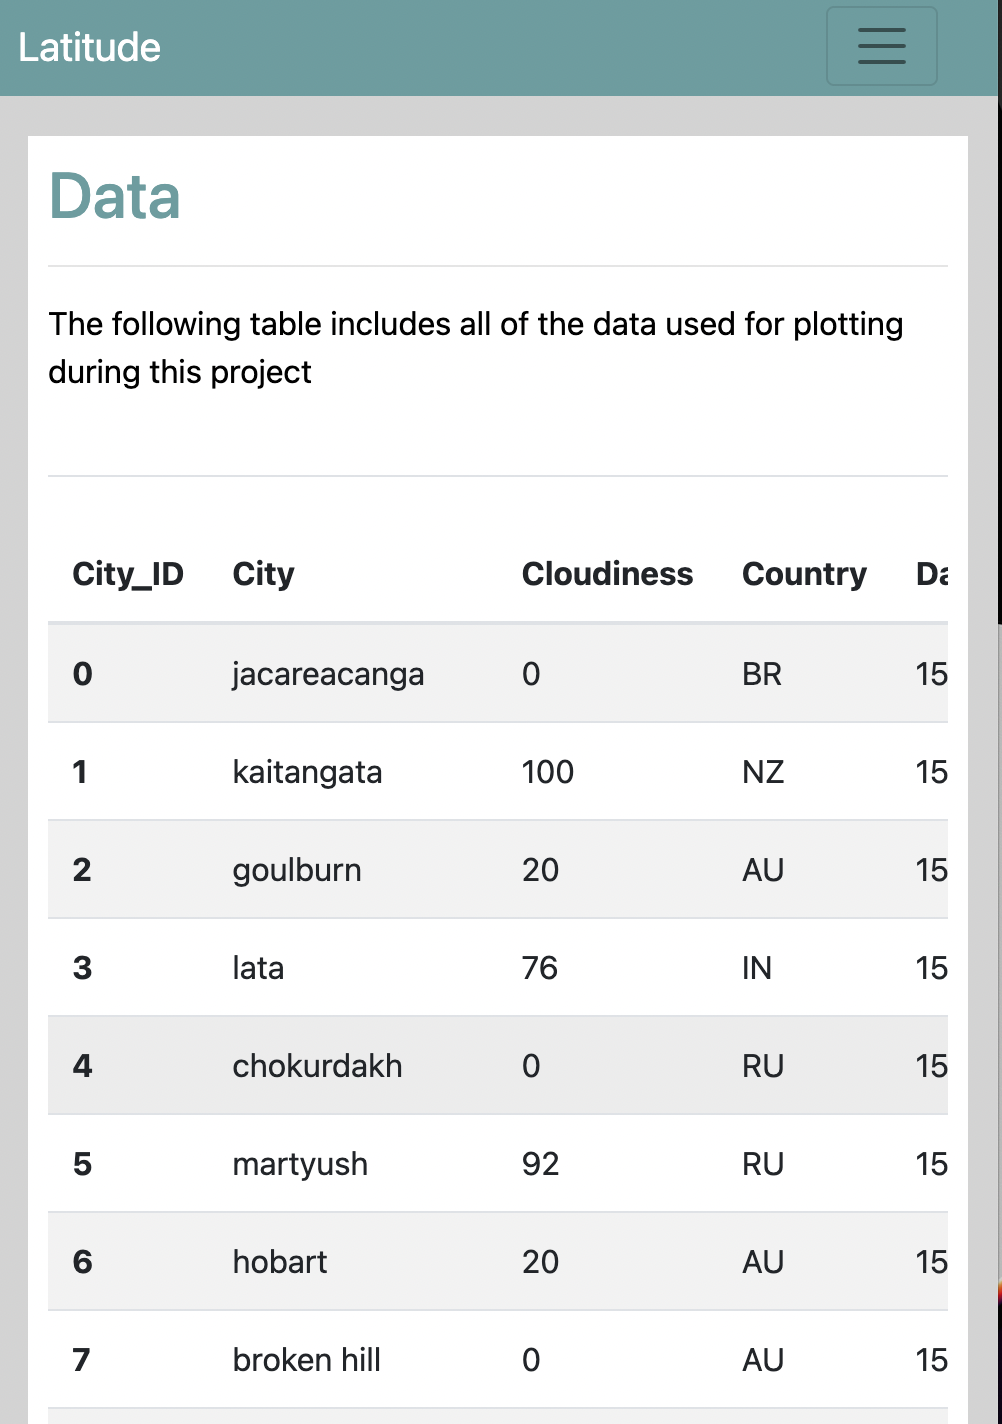 Latitude
Data
The following table includes all of the data used for plotting
during this project
City_ID City Cloudiness Country Da
0 jacareacanga 0 BR 15
1 kaitangata 100 NZ 15
2 goulburn 20 AU 15
3 lata 76 IN 15
4 chokurdakh 0 RU 15
5 martyush 92 RU 15
6 hobart 20 AU 15
7 broken hill 0 AU 15